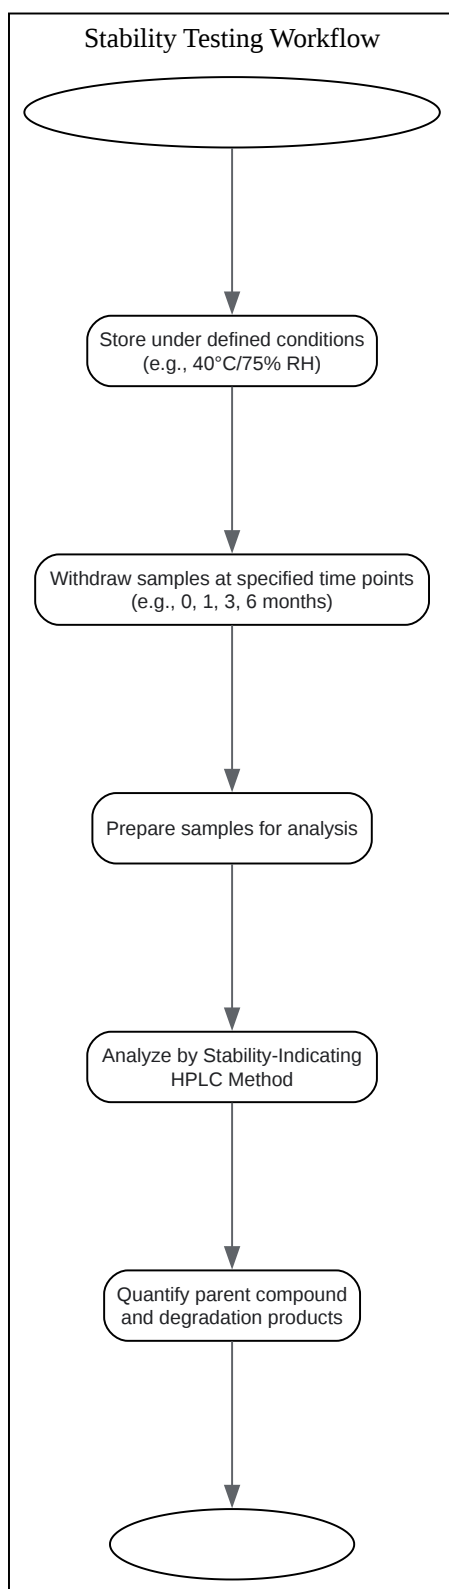 Stability Testing Workflow
Store under defined conditions
(e.g., 40°C/75% RH)
Withdraw samples at specified time points
(e.g., 0, 1, 3, 6 months)
Prepare samples for analysis
Analyze by Stability-Indicating
HPLC Method
Quantify parent compound
and degradation products